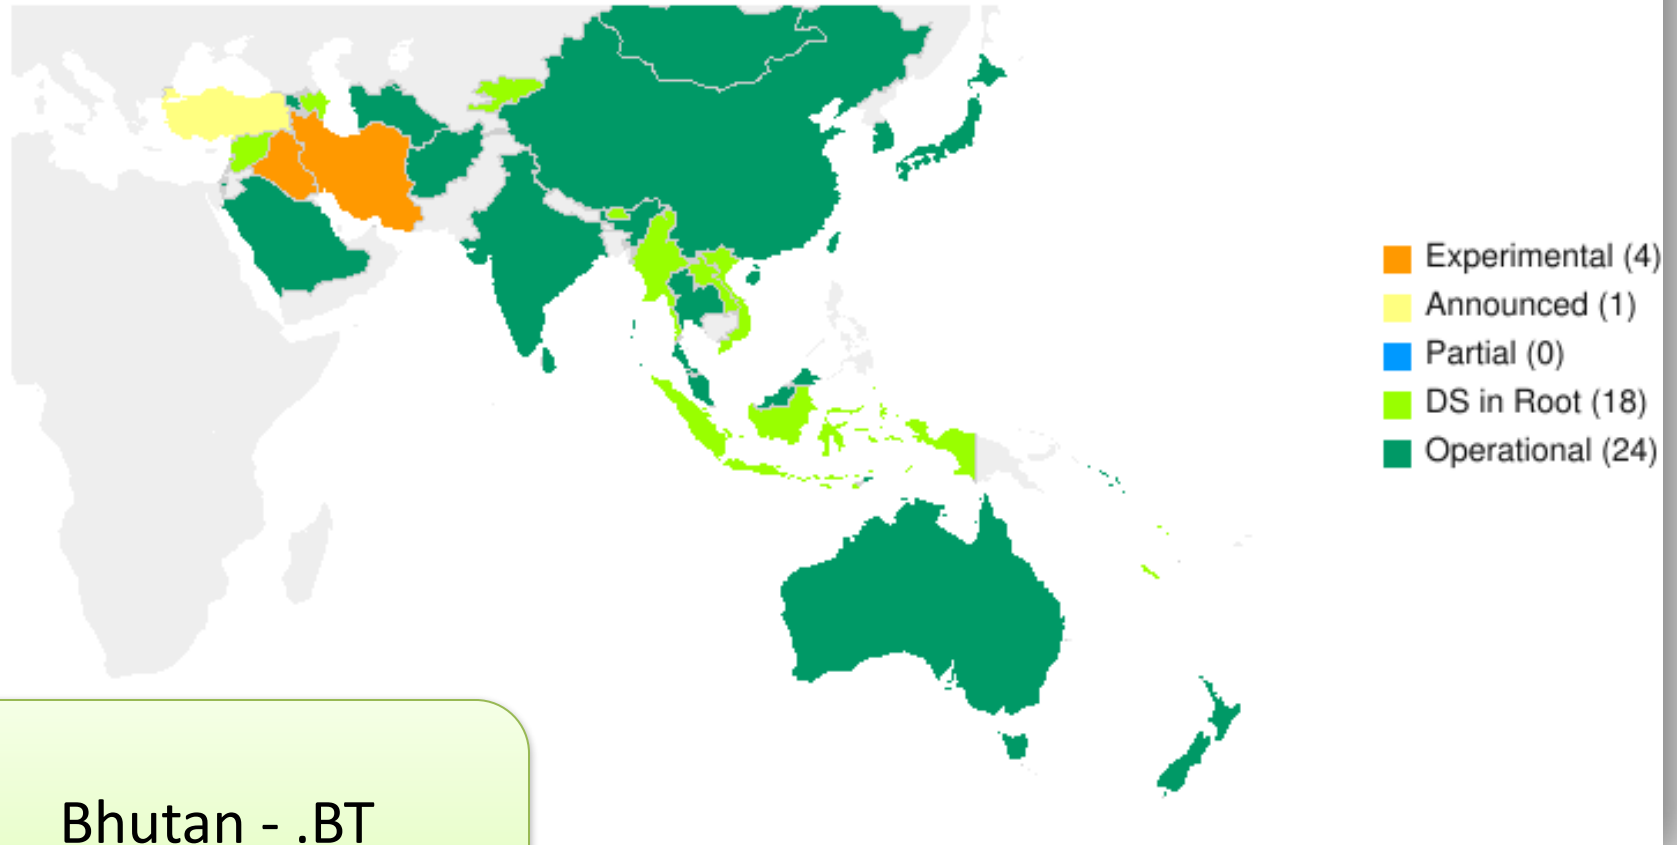 Experimental (4)
Announced (1)
Partial (0)
DS in Root (18)
Operational (24)
Bhutan - .BT